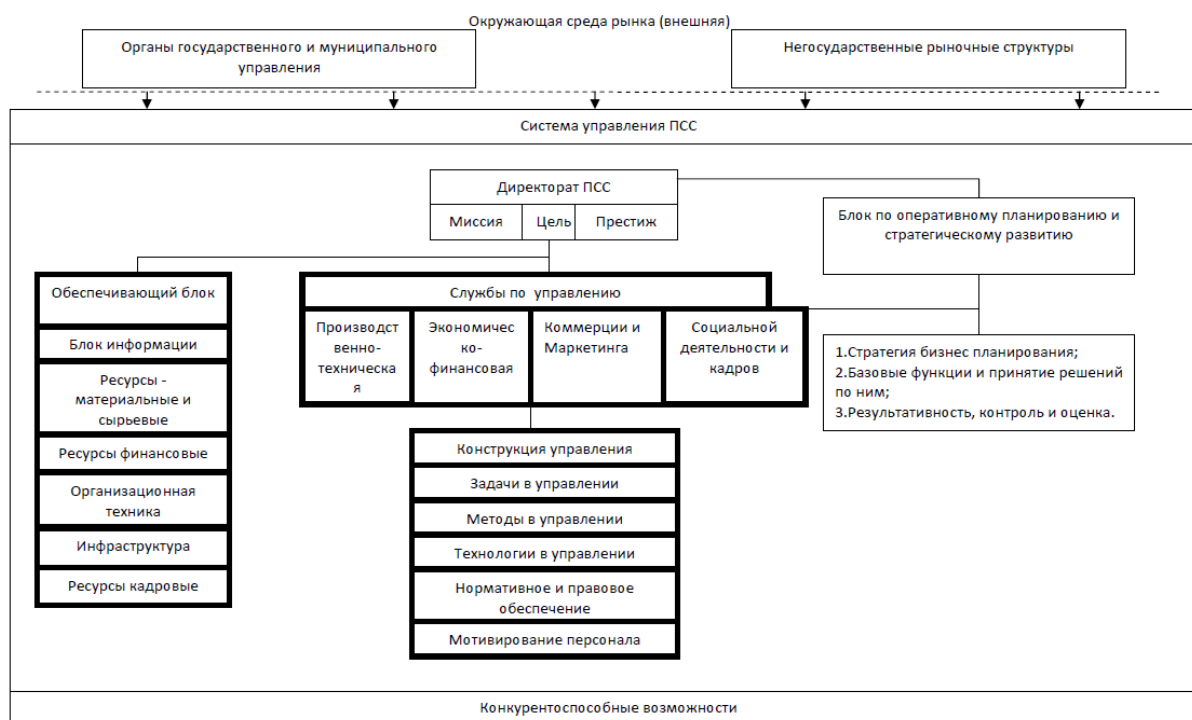 Окружающая среда рынка (внешняя)
Органы государственного и муниципального
управления
Негосударственные рыночные структуры
Система управления ПСС
Директорат ПСС
Миссия
Цель
Престиж
Блок по оперативному планированию и
стратегическому развитию
Обеспечивающий блок
Блок информации
Ресурсы -
материальные и
сырьевые
Ресурсы финансовые
Организационная
техника
Инфраструктура
Ресурсы кадровые
Службы по управлению
Производст
венно-
техническа
я
Экономичес
ко-
финансовая
Коммерции и
Маркетинга
Социальной
деятельности и
кадров
1.Стратегия бизнес планирования;
2.Базовые функции и принятие решений
по ним;
3.Результативность, контроль и оценка.
Конструкция управления
Задачи в управлении
Методы в управлении
Технологии в управлении
Нормативное и правовое
обеспечение
Мотивирование персонала
Конкурентоспособные возможности